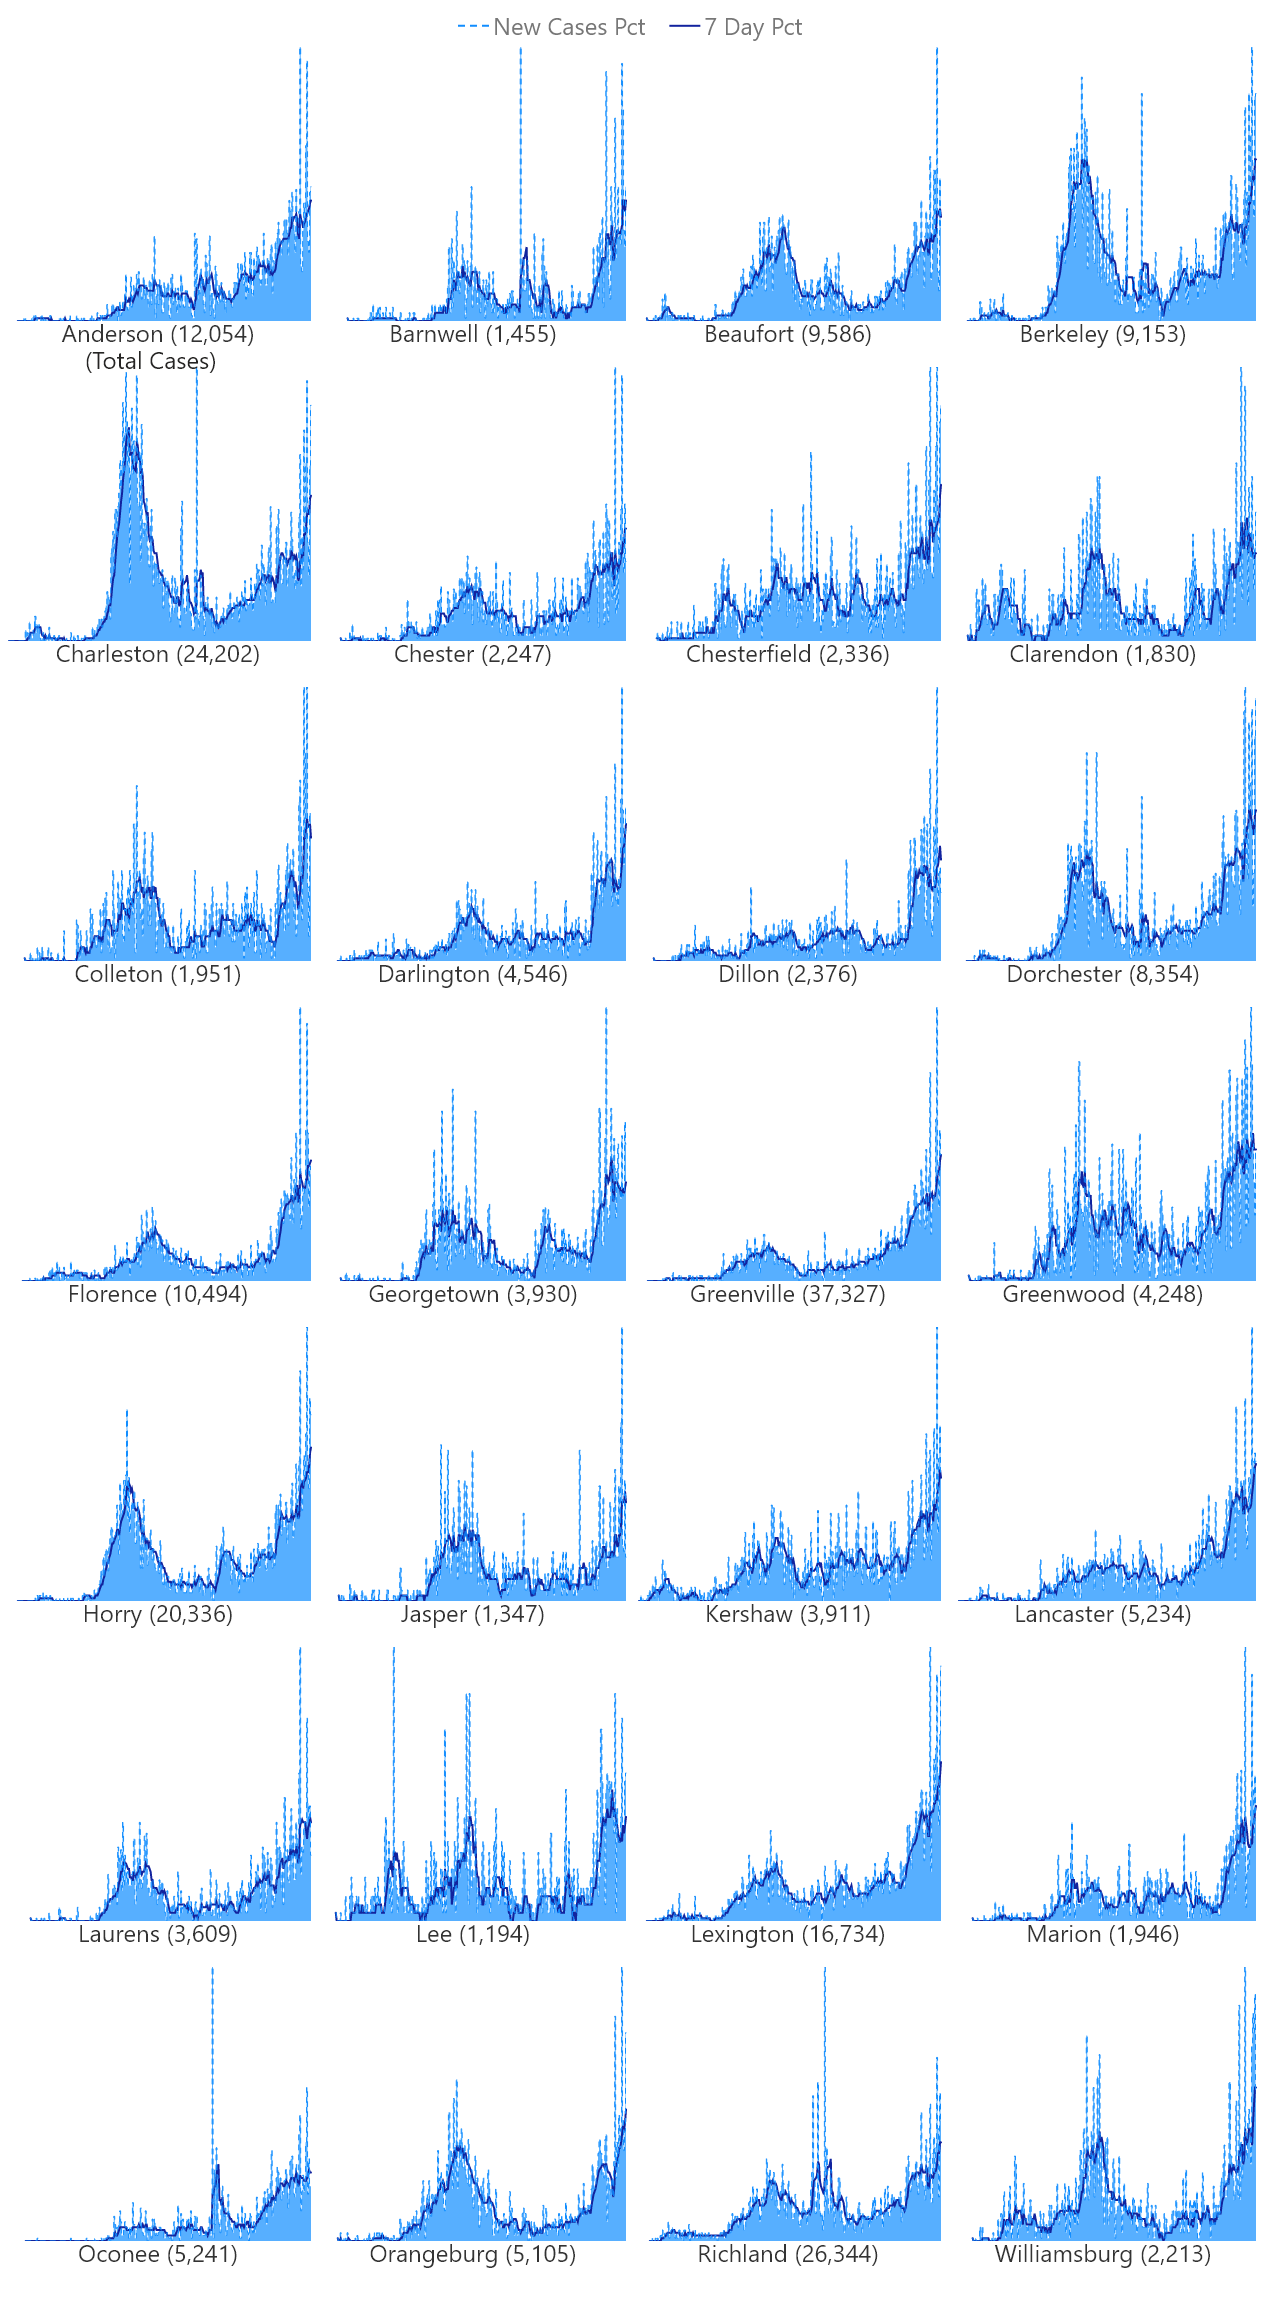 New Cases Pct 7 Day Pct
Anderson (12,054) Barnwell (1,455) Beaufort (9,586) Berkeley (9,153)
(Total Cases)
Charleston (24,202) Chester (2,247) Chesterfield (2,336) Clarendon (1,830)
Colleton (1,951) Darlington (4,546) Dillon (2,376) Dorchester (8,354)
Florence (10,494) Georgetown (3,930) Greenville (37,327) Greenwood (4,248)
Horry (20,336) Jasper (1,347) Kershaw (3,911) Lancaster (5,234)
Laurens (3,609) Lee (1,194) Lexington (16,734) Marion (1,946)
Oconee (5,241) Orangeburg (5,105) Richland (26,344) Williamsburg (2,213)